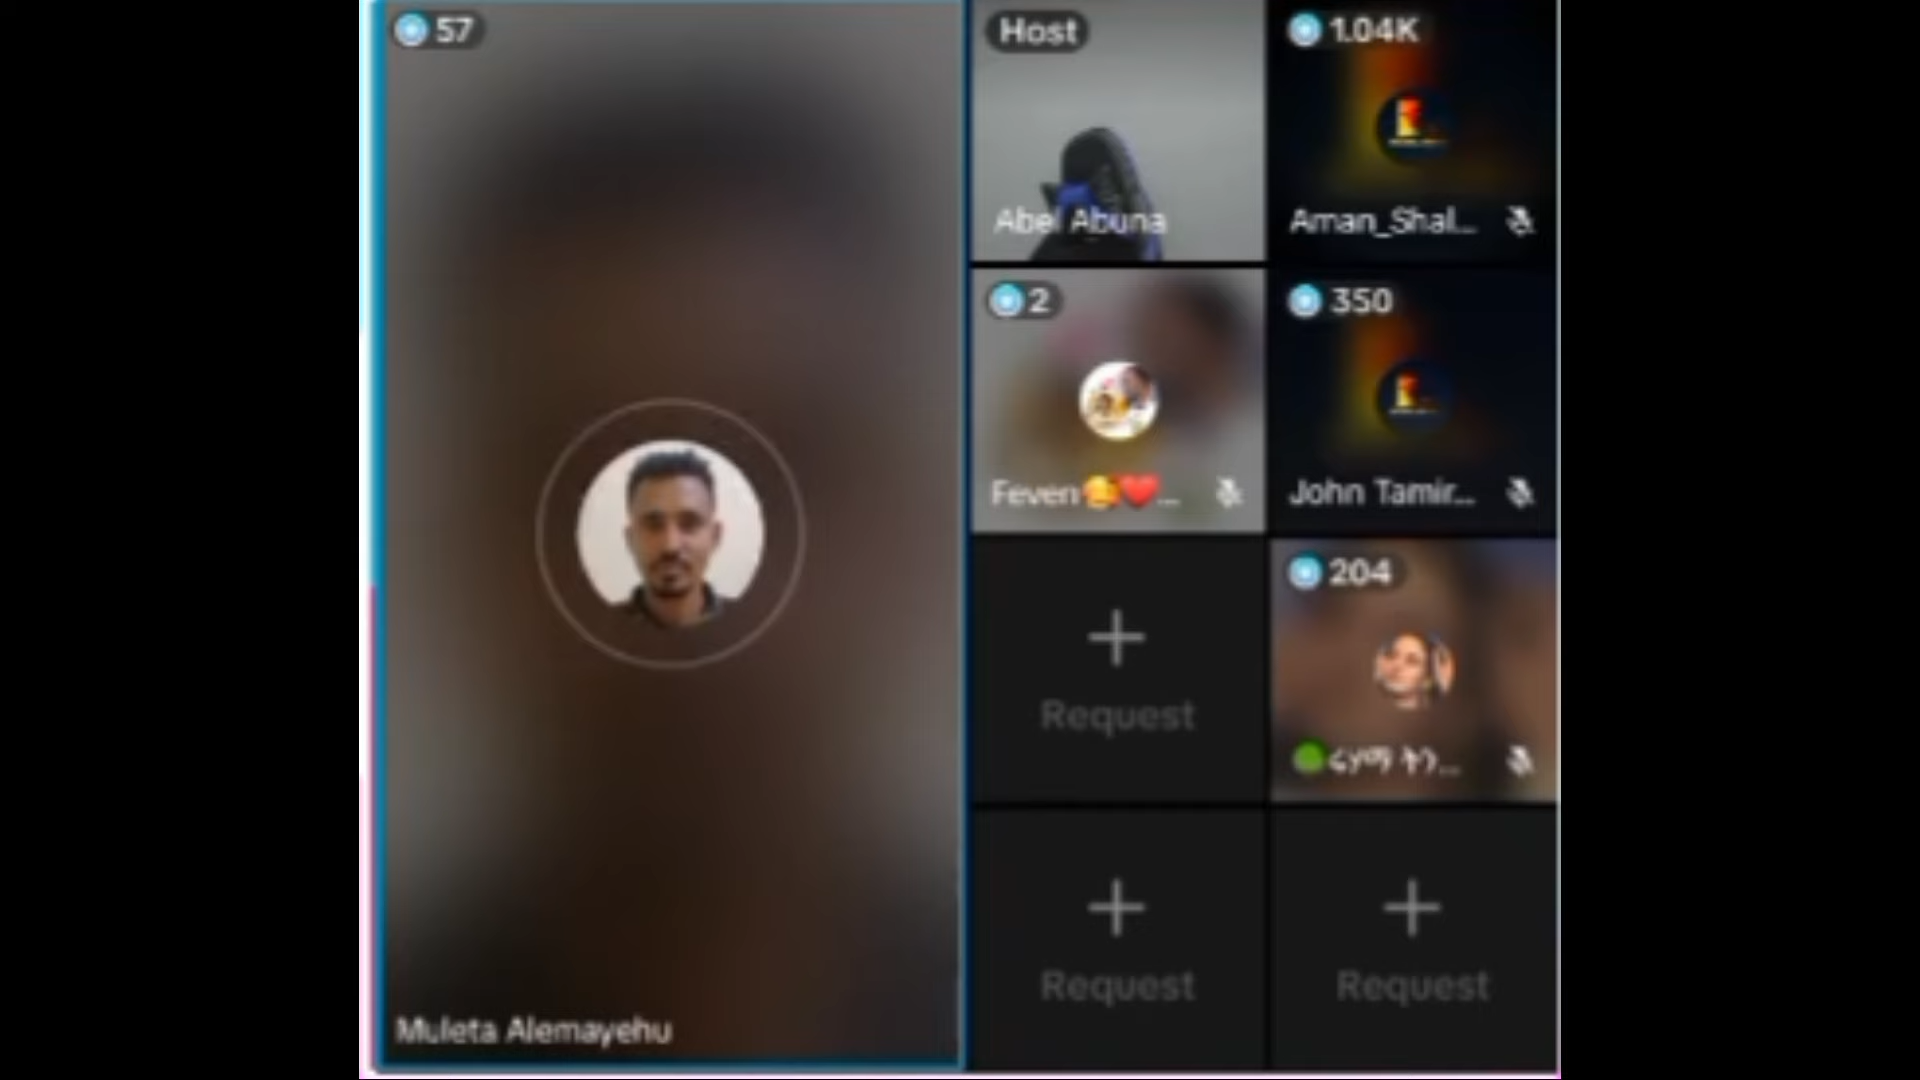 57
Muleta Alemayehu
Host
Abel Abuna
1.04K
Aman_Shal...
2
Feven🥰❤️...
350
John Tamir...
Request
204
Request
Request